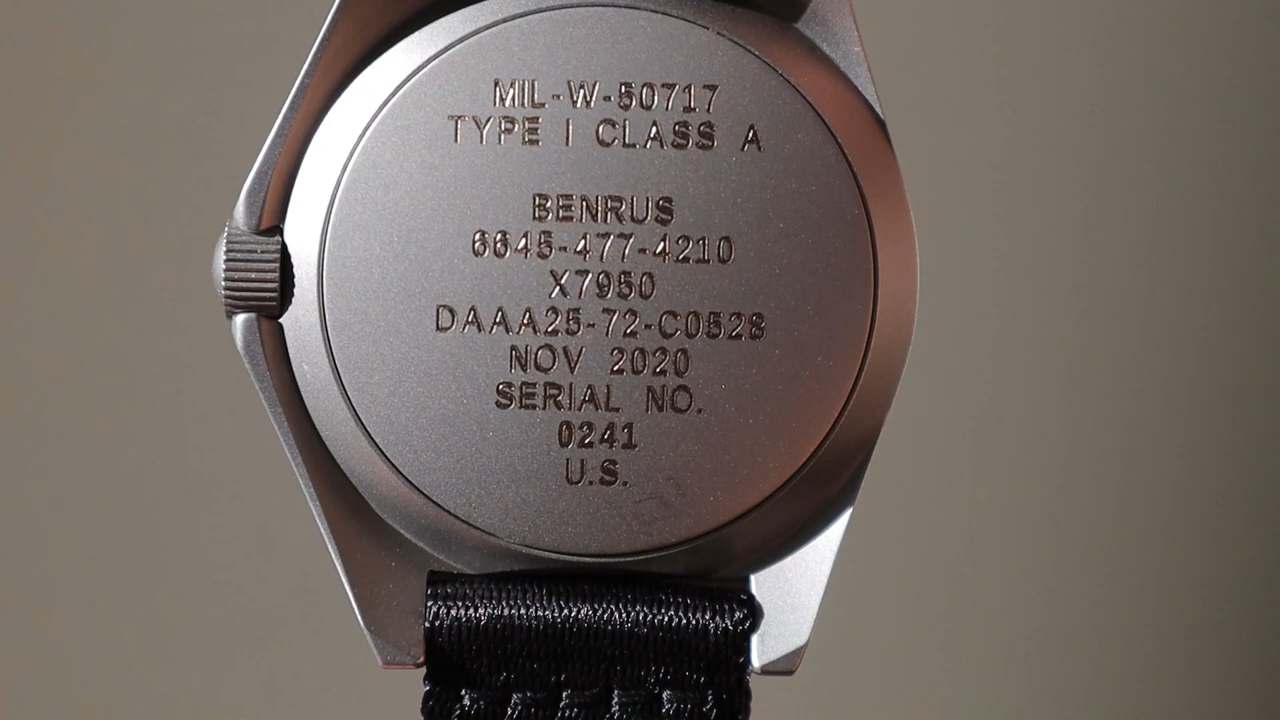 MIL-W-50717
TYPE I CLASS A
BENRUS
6645-477-4210
X7950
DAAA25-72-C0528
NOV 2020
SERIAL NO.
0241
U.S.